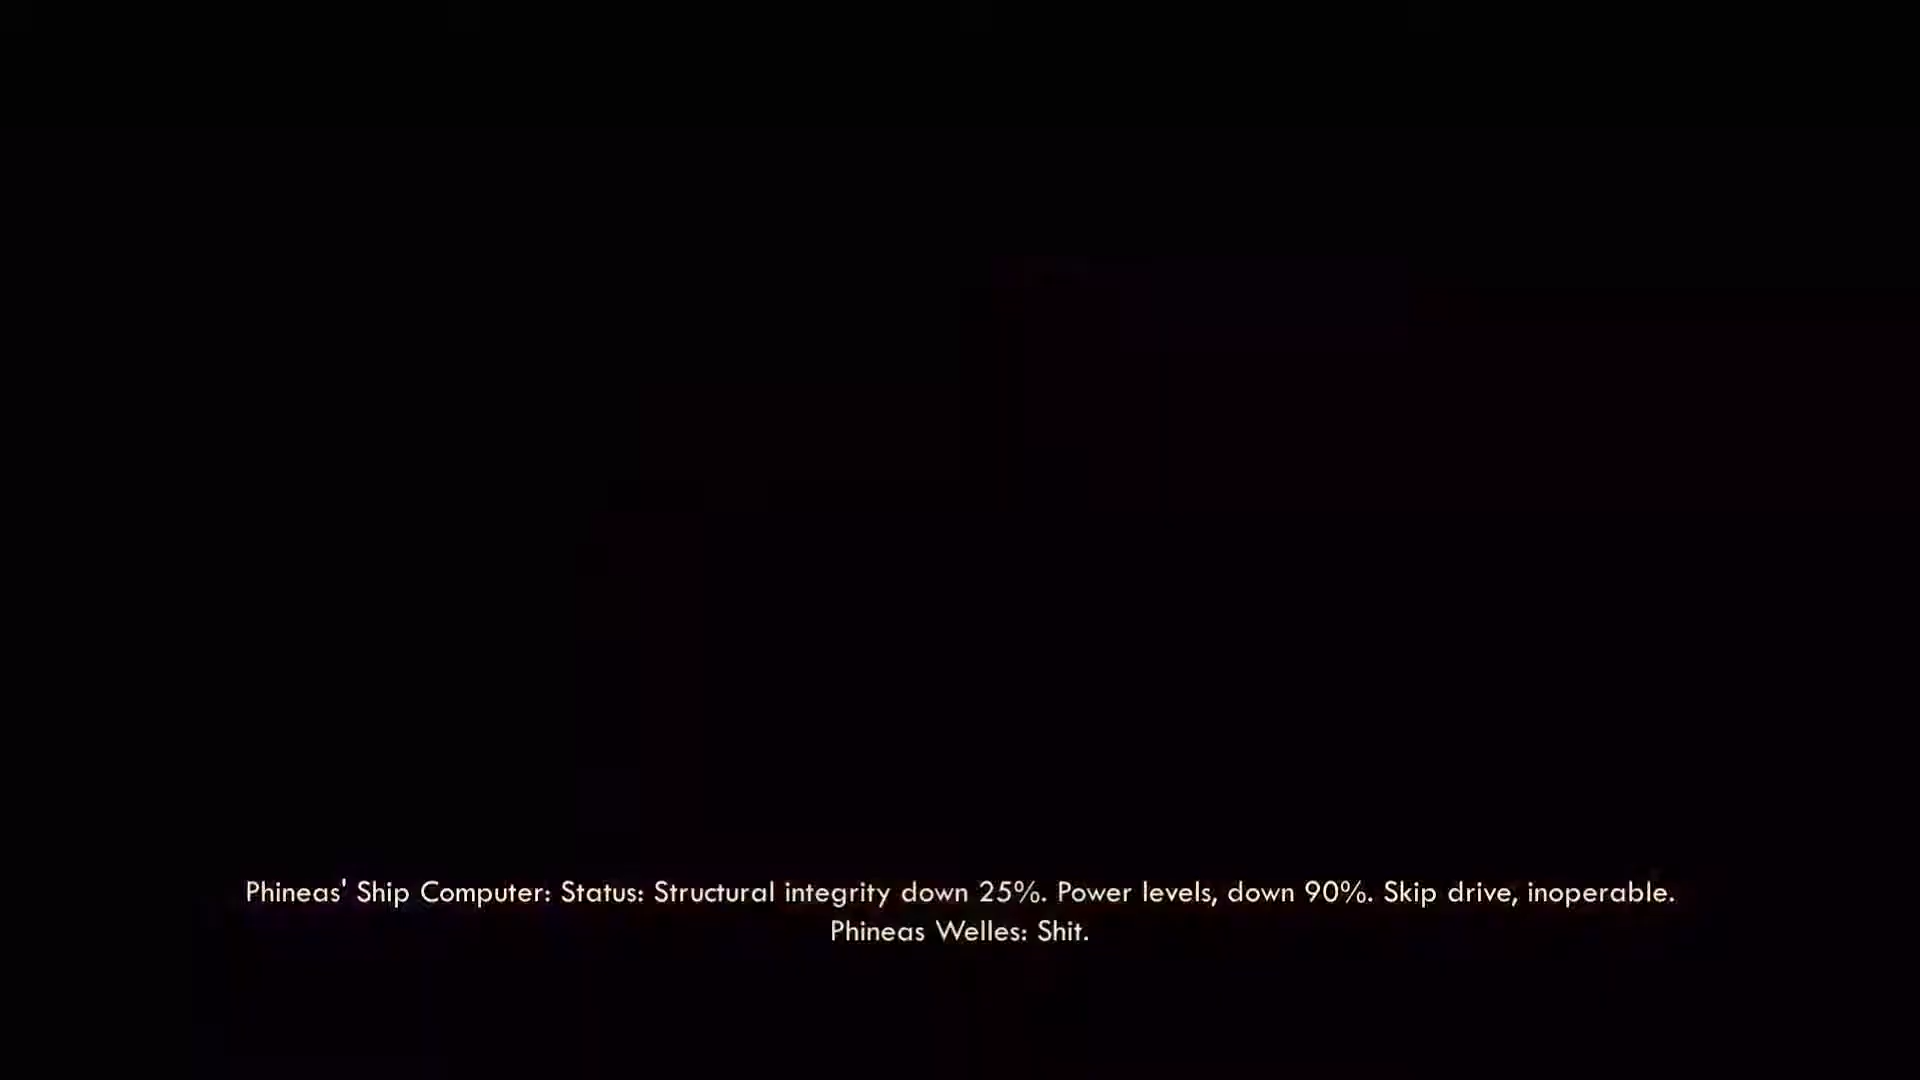 Phineas' Ship Computer: Status: Structural integrity down 25%. Power levels, down 90%. Skip drive, inoperable.
Phineas Welles: Shit.